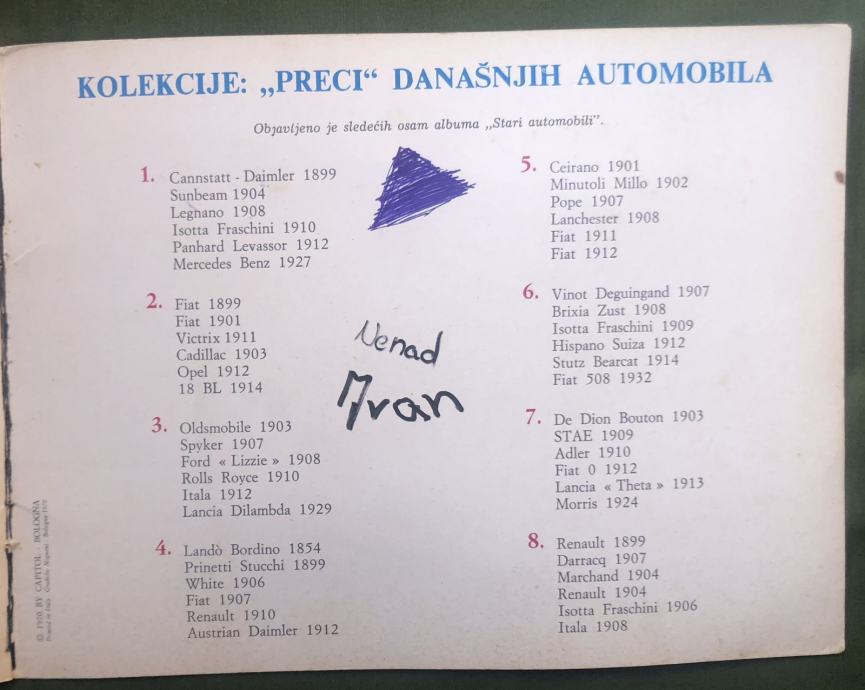 KOLEKCIJE: „PRECI“ DANAŠNJIH AUTOMOBILA
Objavljeno je sledećih osam albuma „Stari automobili”.
1. Cannstatt - Daimler 1899
Sunbeam 1904
Leghano 1908
Isotta Fraschini 1910
Panhard Levassor 1912
Mercedes Benz 1927
2. Fiat 1899
Fiat 1901
Victrix 1911
Cadillac 1903
Opel 1912
18 BL 1914
3. Oldsmobile 1903
Spyker 1907
Ford « Lizzie » 1908
Rolls Royce 1910
Itala 1912
Lancia Dilambda 1929
4. Landò Bordino 1854
Prinetti Stucchi 1899
White 1906
Fiat 1907
Renault 1910
Austrian Daimler 1912
Nenad
Ivan
5. Ceirano 1901
Minutoli Millo 1902
Pope 1907
Lanchester 1908
Fiat 1911
Fiat 1912
6. Vinot Deguingand 1907
Brixia Zust 1908
Isotta Fraschini 1909
Hispano Suiza 1912
Stutz Bearcat 1914
Fiat 508 1932
7. De Dion Bouton 1903
STAE 1909
Adler 1910
Fiat 0 1912
Lancia « Theta » 1913
Morris 1924
8. Renault 1899
Darracq 1907
Marchand 1904
Renault 1904
Isotta Fraschini 1906
Itala 1908
© 1970 BY CAPITOL - BOLOGNA
Printed in Italy Bologna 1970